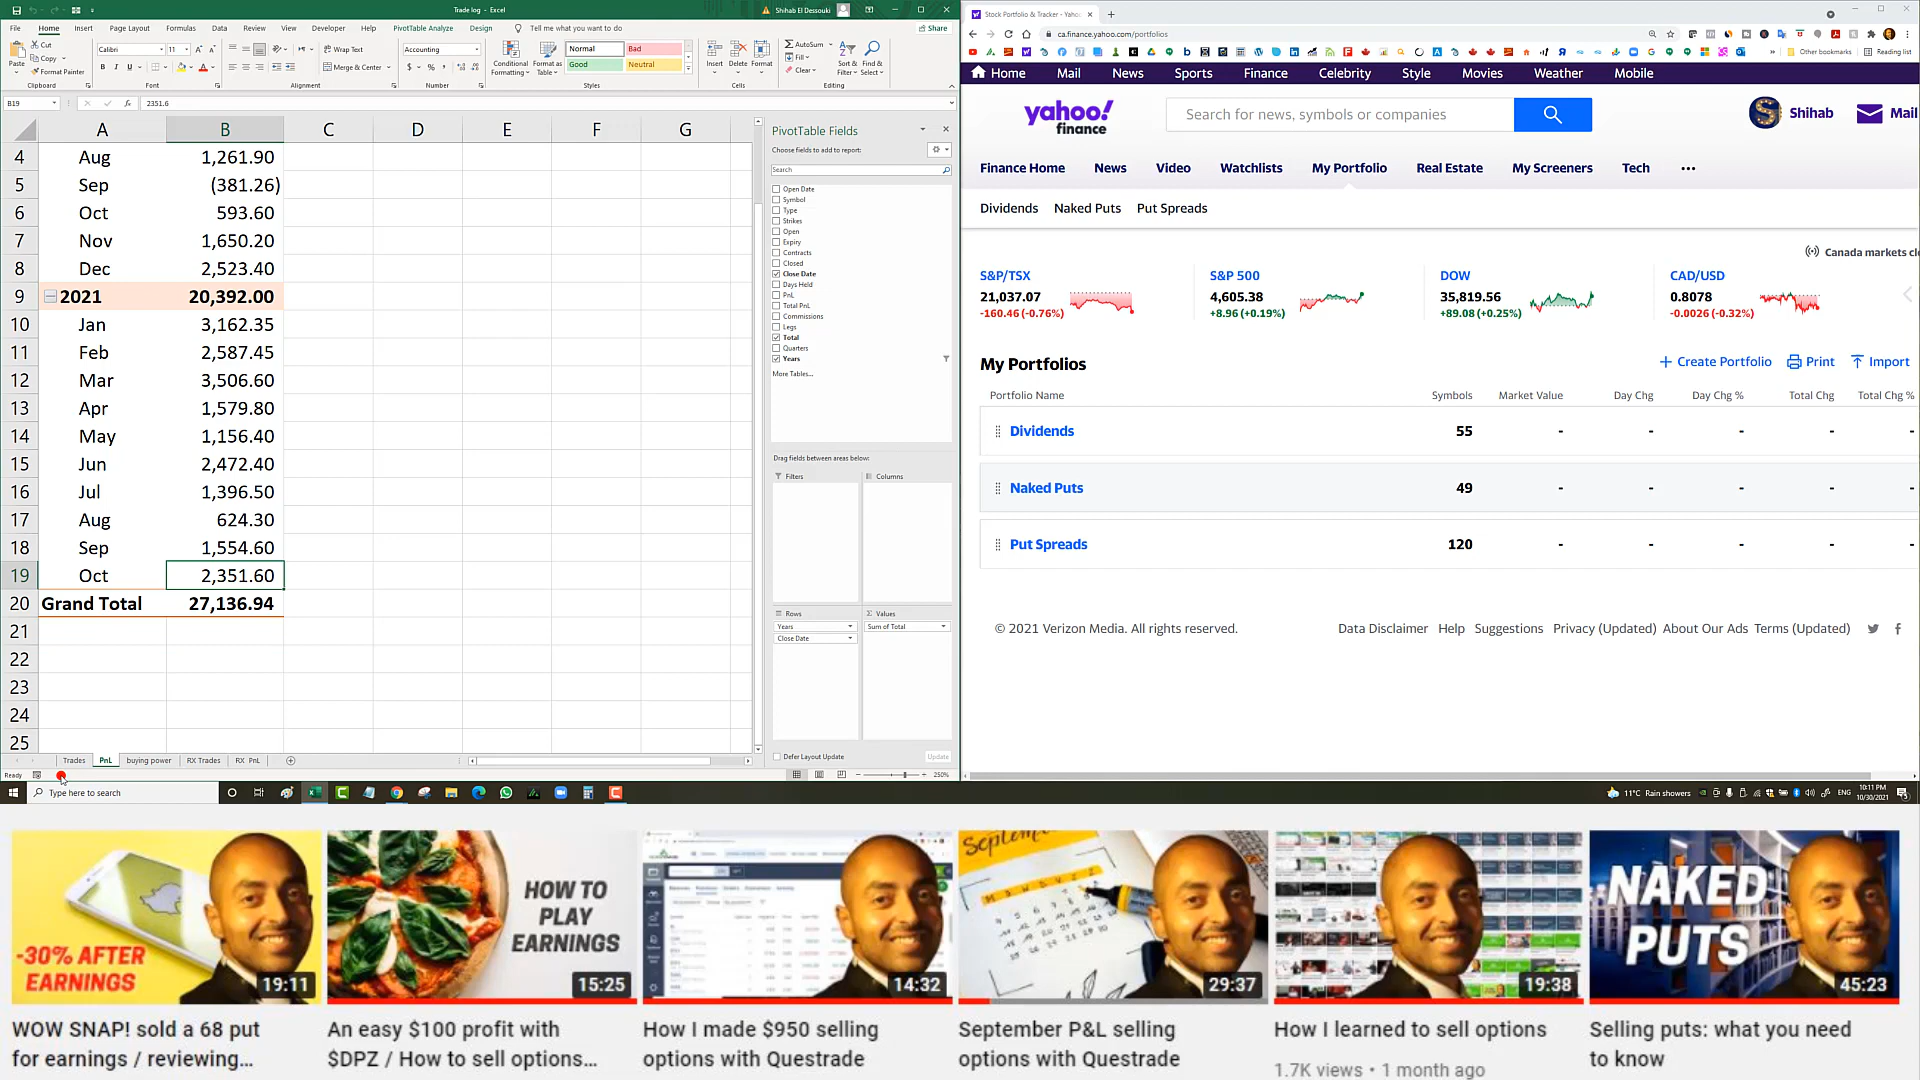 Trade log - Excel
Shihab El Dessouki
File Home Insert Page Layout Formulas Data Review View Developer Help PivotTable Analyze Design Tell me what you want to do Share
Paste Cut Copy Format Painter Clipboard
Calibri 11 Font
Wrap Text Merge & Center Alignment
Accounting Number
Conditional Formatting Format as Table Normal Bad Good Neutral Styles
Insert Delete Format Cells
AutoSum Fill Clear Sort & Filter Find & Select Editing
B19 fx 2351.6
A B C D E F G
4 Aug 1,261.90
5 Sep (381.26)
6 Oct 593.60
7 Nov 1,650.20
8 Dec 2,523.40
9 2021 20,392.00
10 Jan 3,162.35
11 Feb 2,587.45
12 Mar 3,506.60
13 Apr 1,579.80
14 May 1,156.40
15 Jun 2,472.40
16 Jul 1,396.50
17 Aug 624.30
18 Sep 1,554.60
19 Oct 2,351.60
20 Grand Total 27,136.94
21
22
23
24
25
PivotTable Fields
Choose fields to add to report:
Search
Open Date
Symbol
Type
Strikes
Open
Expiry
Contracts
Closed
Close Date
Days Held
PnL
Total PnL
Commissions
Legs
Total
Quarters
Years
More Tables...
Drag fields between areas below:
Filters Columns
Rows Values
Years Sum of Total
Close Date
Defer Layout Update Update
Trades PnL buying power RX Trades RX PnL
Ready 250%
Stock Portfolio & Tracker - Yaho
ca.finance.yahoo.com/portfolios
Other bookmarks Reading list
Home Mail News Sports Finance Celebrity Style Movies Weather Mobile
yahoo!
finance
Search for news, symbols or companies
Shihab Mail
Finance Home News Video Watchlists My Portfolio Real Estate My Screeners Tech ...
Dividends Naked Puts Put Spreads
Canada markets cl
S&P/TSX S&P 500 DOW CAD/USD
21,037.07 4,605.38 35,819.56 0.8078
-160.46 (-0.76%) +8.96 (+0.19%) +89.08 (+0.25%) -0.0026 (-0.32%)
My Portfolios
Create Portfolio Print Import
Portfolio Name Symbols Market Value Day Chg Day Chg % Total Chg Total Chg %
Dividends 55 - - - - -
Naked Puts 49 - - - - -
Put Spreads 120 - - - - -
© 2021 Verizon Media. All rights reserved. Data Disclaimer Help Suggestions Privacy (Updated) About Our Ads Terms (Updated)
Type here to search
11°C Rain showers ENG 10:11 PM
10/30/2021
-30% AFTER
EARNINGS
19:11
HOW TO
PLAY
EARNINGS
15:25
14:32
September
29:37
19:38
NAKED
PUTS
45:23
WOW SNAP! sold a 68 put
for earnings / reviewing...
An easy $100 profit with
$DPZ / How to sell options...
How I made $950 selling
options with Questrade
September P&L selling
options with Questrade
How I learned to sell options
1.7K views • 1 month ago
Selling puts: what you need
to know